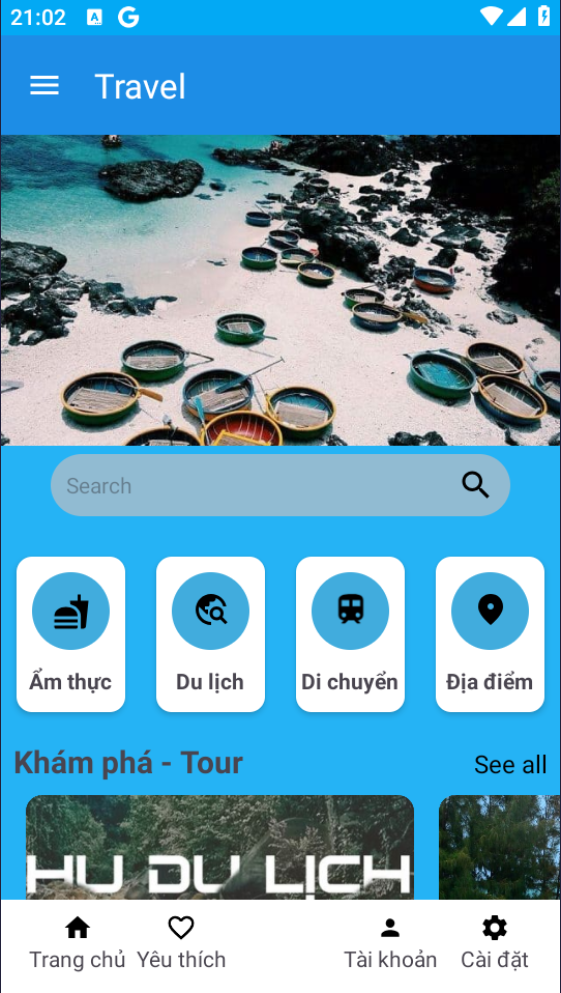 21:02 A G
Travel
Search
Ẩm thực Du lịch Di chuyển Địa điểm
Khám phá - Tour See all
HU DU LỊCH
Trang chủ Yêu thích Tài khoản Cài đặt